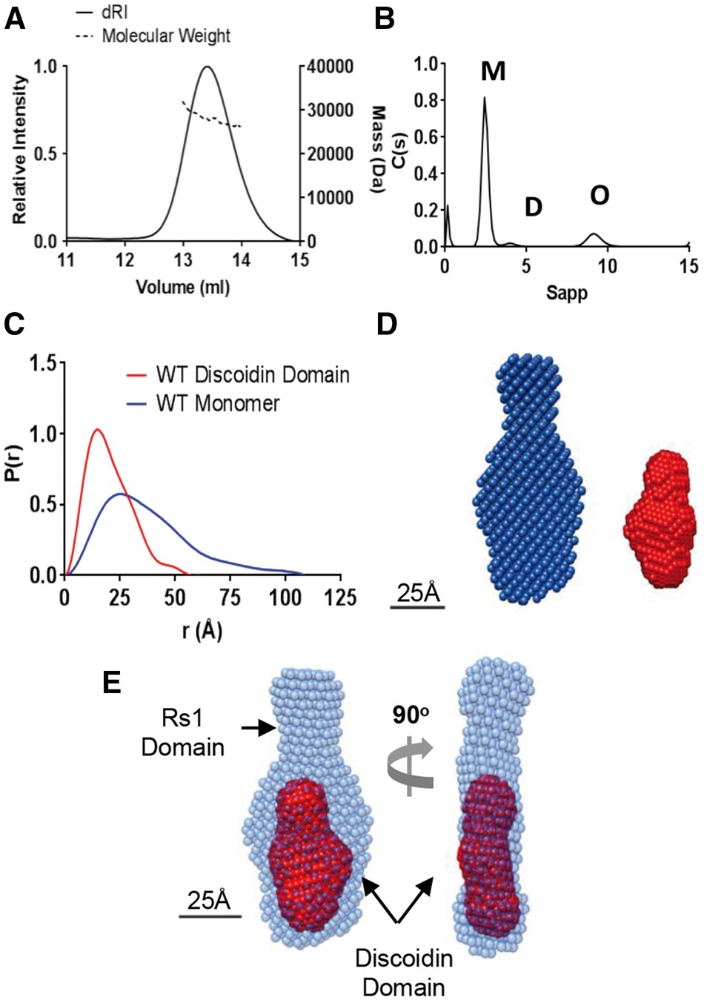 A
dRI
Molecular Weight
Relative Intensity
1.0
0.5
0.0
40000
30000
20000
10000
0
Mass (Da)
11 12 13 14 15
Volume (ml)
B
C(s)
1.0
0.8
0.6
0.4
0.2
0.0
M
D
O
0 5 10 15
Sapp
C
P(r)
1.5
1.0
0.5
0.0
WT Discoidin Domain
WT Monomer
0 25 50 75 100 125
r (Å)
D
25Å
E
Rs1
Domain
90º
25Å
Discoidin
Domain